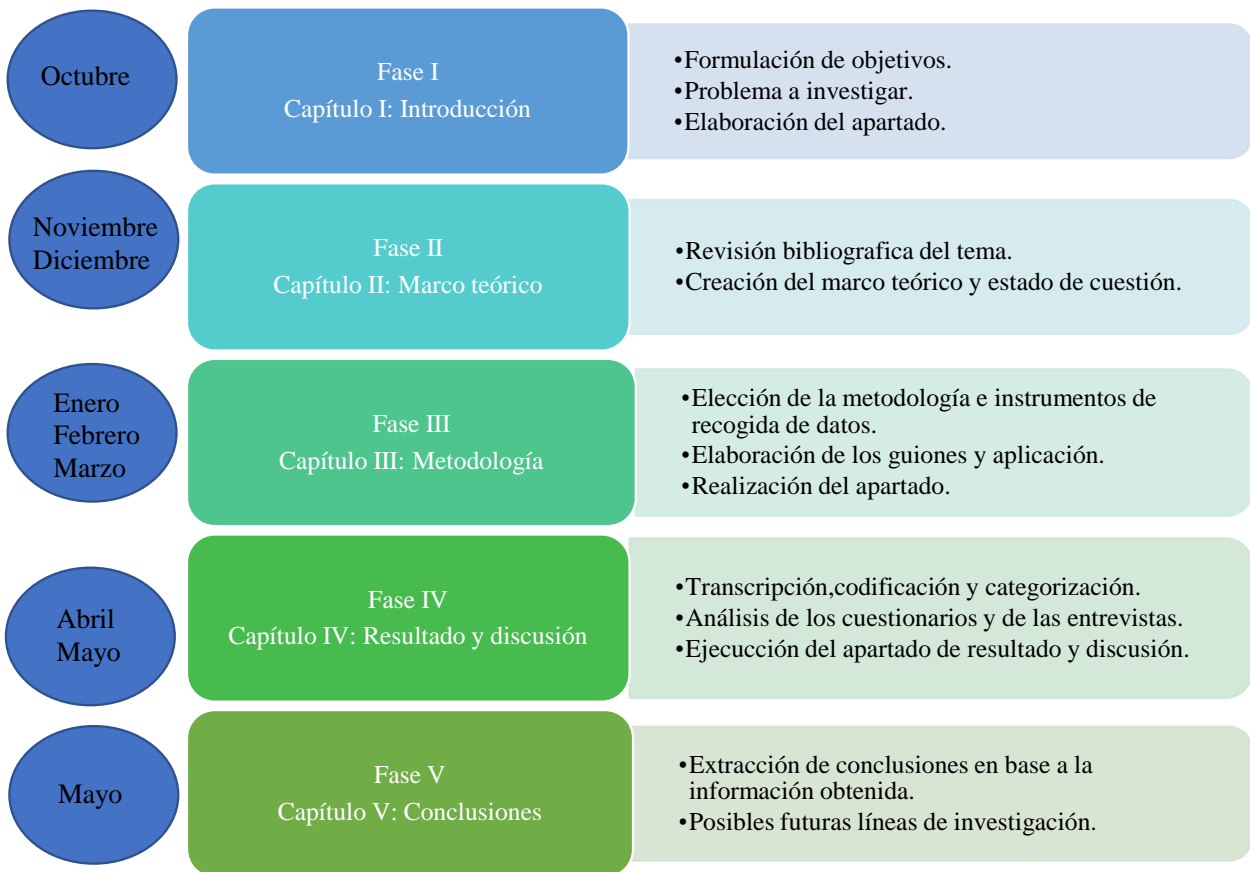 Octubre
Fase I
Capítulo I: Introducción
•Formulación de objetivos.
•Problema a investigar.
•Elaboración del apartado.
Noviembre
Diciembre
Fase II
Capítulo II: Marco teórico
•Revisión bibliografica del tema.
•Creación del marco teórico y estado de cuestión.
Enero
Febrero
Marzo
Fase III
Capítulo III: Metodología
•Elección de la metodología e instrumentos de
recogida de datos.
•Elaboración de los guiones y aplicación.
•Realización del apartado.
Abril
Mayo
Fase IV
Capítulo IV: Resultado y discusión
•Transcripción,codificación y categorización.
•Análisis de los cuestionarios y de las entrevistas.
•Ejecucción del apartado de resultado y discusión.
Mayo
Fase V
Capítulo V: Conclusiones
•Extracción de conclusiones en base a la
información obtenida.
•Posibles futuras líneas de investigación.